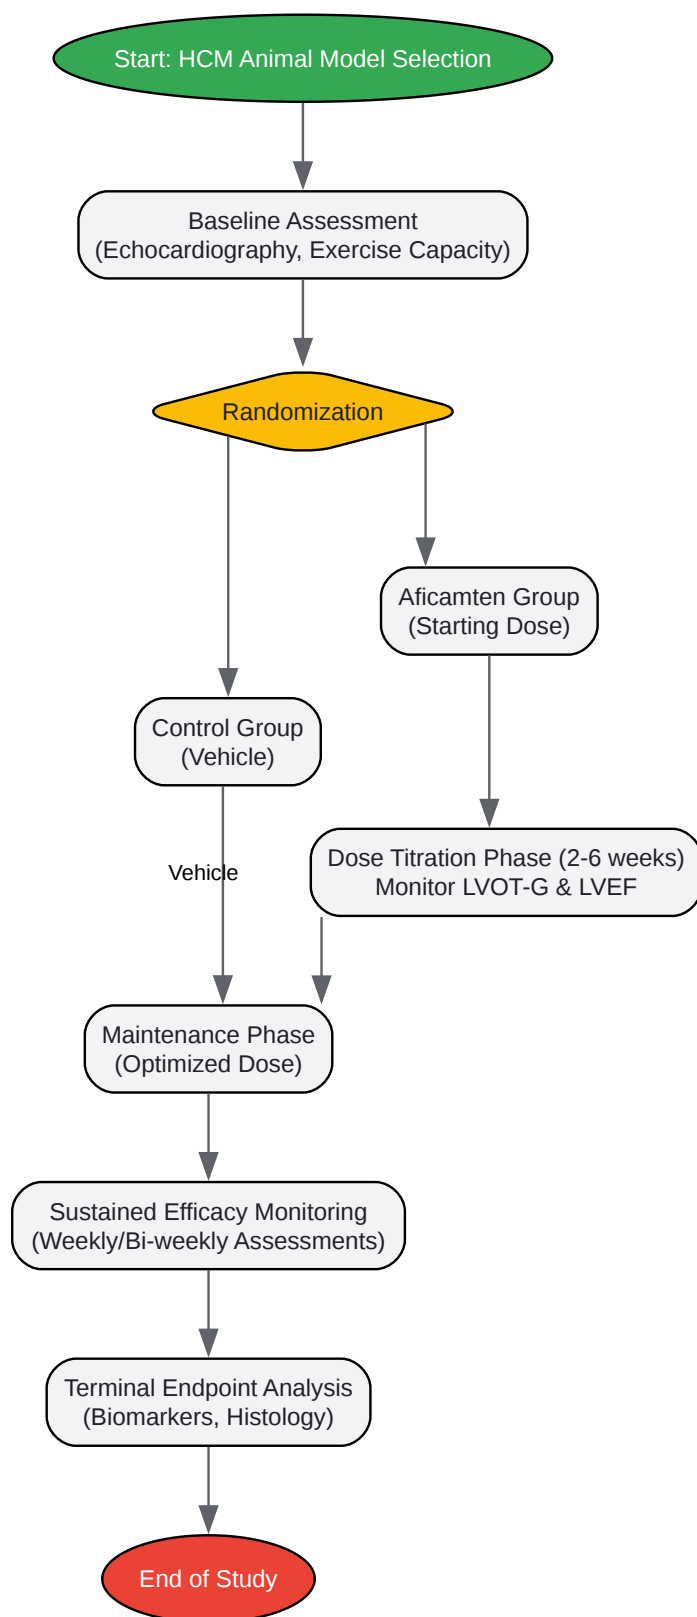 Start: HCM Animal Model Selection
Baseline Assessment
(Echocardiography, Exercise Capacity)
Randomization
Aficamten Group
(Starting Dose)
Control Group
(Vehicle)
Dose Titration Phase (2-6 weeks)
Monitor LVOT-G & LVEF
Vehicle
Maintenance Phase
(Optimized Dose)
Sustained Efficacy Monitoring
(Weekly/Bi-weekly Assessments)
Terminal Endpoint Analysis
(Biomarkers, Histology)
End of Study